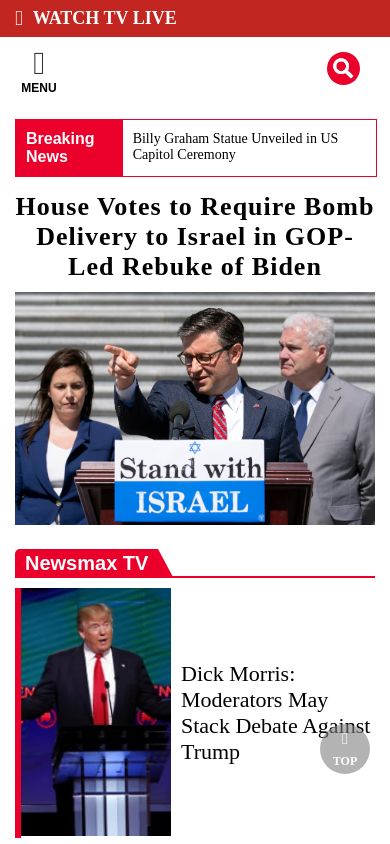 WATCH TV LIVE
MENU
Breaking
News
Billy Graham Statue Unveiled in US
Capitol Ceremony
House Votes to Require Bomb
Delivery to Israel in GOP-
Led Rebuke of Biden
Stand with
ISRAEL
Newsmax TV
Dick Morris:
Moderators May
Stack Debate Against
Trump
TOP